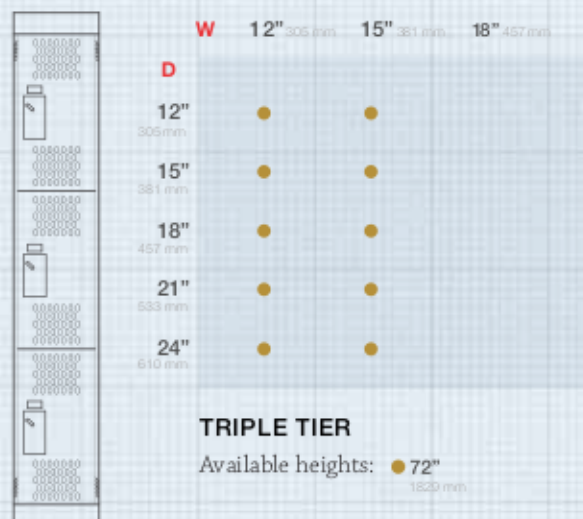 W 12” 305 mm 15” 381 mm 18” 457 mm
D
12”
305 mm
15”
381 mm
18”
457 mm
21”
533 mm
24”
610 mm
TRIPLE TIER
Available heights: 72”
1829 mm